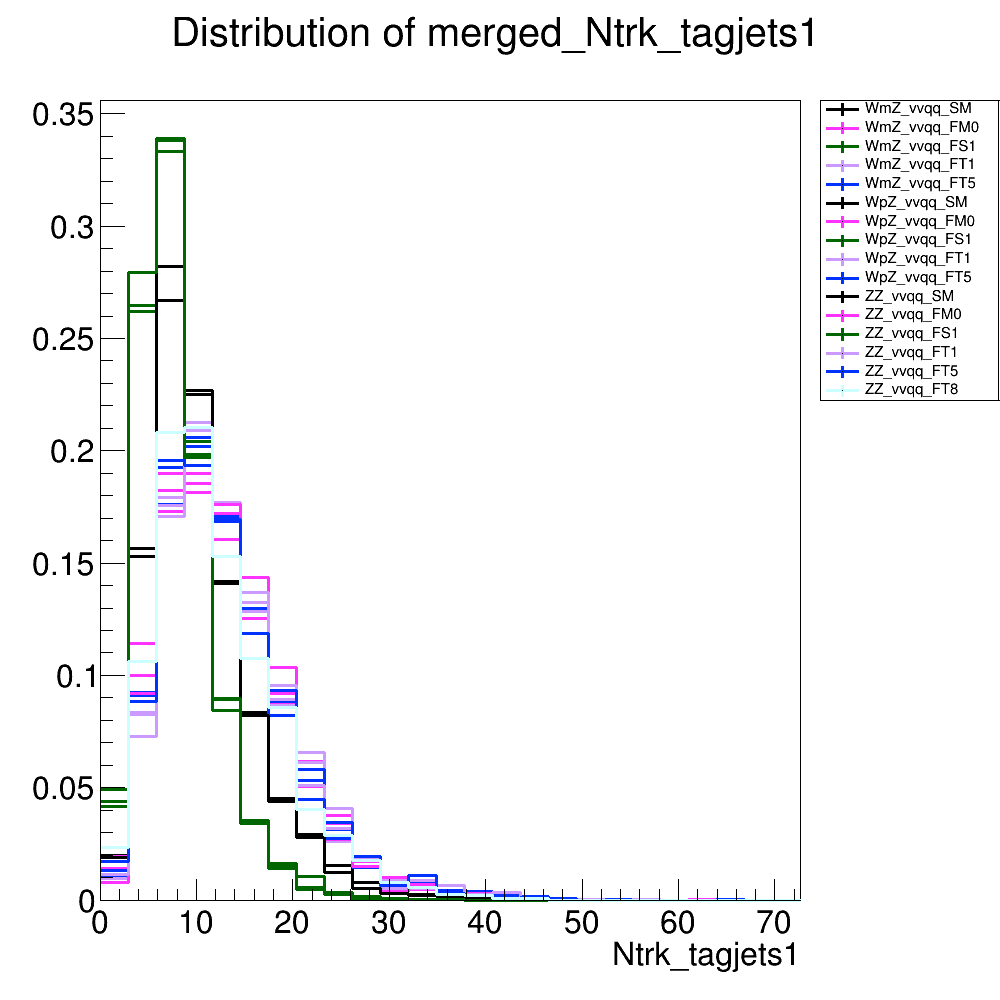 Distribution of merged_Ntrk_tagjets1
0.35
0.3
0.25
0.2
0.15
0.1
0.05
0
0 10 20 30 40 50 60 70
Ntrk_tagjets1
WmZ_vvqq_SM
WmZ_vvqq_FM0
WmZ_vvqq_FS1
WmZ_vvqq_FT1
WmZ_vvqq_FT5
WpZ_vvqq_SM
WpZ_vvqq_FM0
WpZ_vvqq_FS1
WpZ_vvqq_FT1
WpZ_vvqq_FT5
ZZ_vvqq_SM
ZZ_vvqq_FM0
ZZ_vvqq_FS1
ZZ_vvqq_FT1
ZZ_vvqq_FT5
ZZ_vvqq_FT8